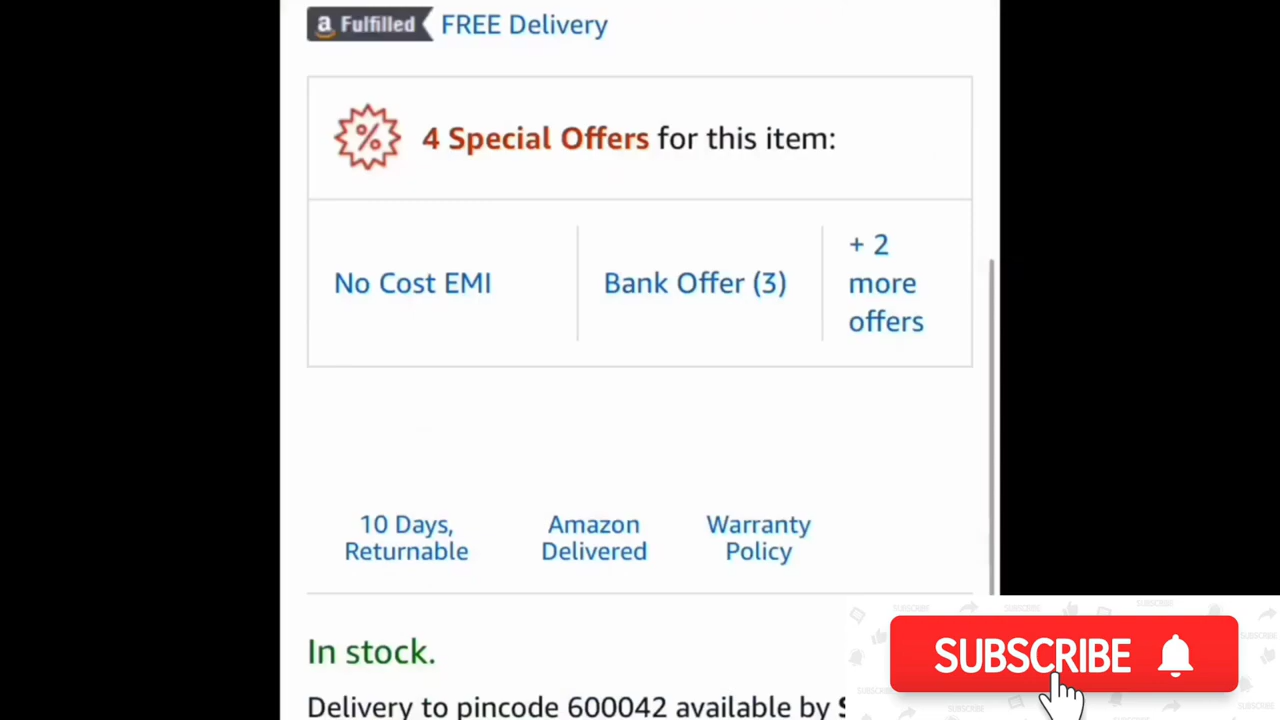 a Fulfilled FREE Delivery
4 Special Offers for this item:
No Cost EMI
Bank Offer (3)
+ 2
more
offers
10 Days,
Returnable
Amazon
Delivered
Warranty
Policy
In stock.
Delivery to pincode 600042 available by
SUBSCRIBE